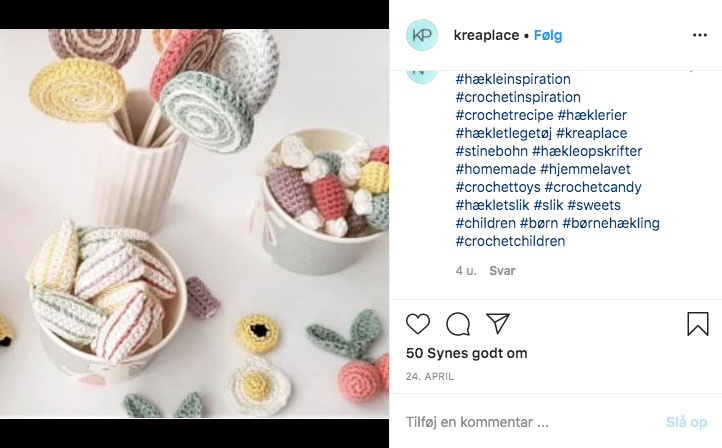 KP kreaplace • Følg
#hækleinspiration
#crochetinspiration
#crochetrecipe #hæklerier
#hækletlegetøj #kreaplace
#stinebohn #hækleopskrifter
#homemade #hjemmelavet
#crochettoys #crochetcandy
#hækletslik #slik #sweets
#children #børn #børnehækling
#crochetchildren
4 u. Svar
50 Synes godt om
24. APRIL
Tilføj en kommentar ... Slå op